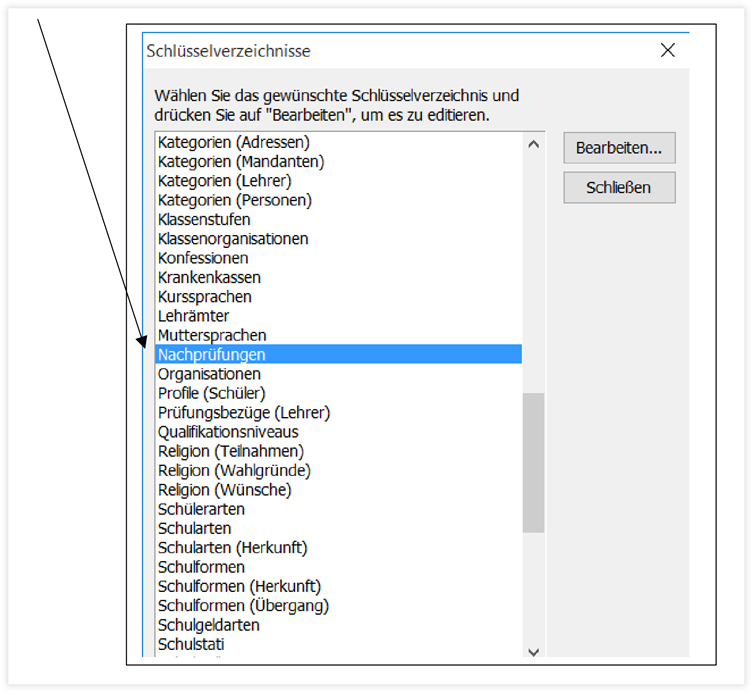 Schlüsselverzeichnisse
Wählen Sie das gewünschte Schlüsselverzeichnis und
drücken Sie auf "Bearbeiten", um es zu editieren.
Kategorien (Adressen)
Kategorien (Mandanten)
Kategorien (Lehrer)
Kategorien (Personen)
Klassenstufen
Klassenorganisationen
Konfessionen
Krankenkassen
Kurssprachen
Lehrämter
Muttersprachen
Nachprüfungen
Organisationen
Profile (Schüler)
Prüfungsbezüge (Lehrer)
Qualifikationsniveaus
Religion (Teilnahmen)
Religion (Wahlgründe)
Religion (Wünsche)
Schülerarten
Schularten
Schularten (Herkunft)
Schulformen
Schulformen (Herkunft)
Schulformen (Übergang)
Schulgeldarten
Schulstati
Bearbeiten...
Schließen